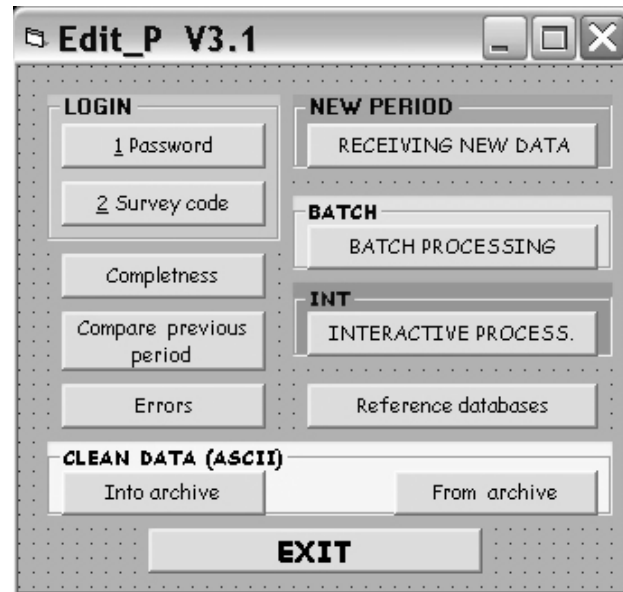 Edit_P V3.1
LOGIN
1 Password
2 Survey code
Completness
Compare previous
period
Errors
NEW PERIOD
RECEIVING NEW DATA
BATCH
BATCH PROCESSING
INT
INTERACTIVE PROCESS.
Reference databases
CLEAN DATA (ASCII)
Into archive
From archive
EXIT